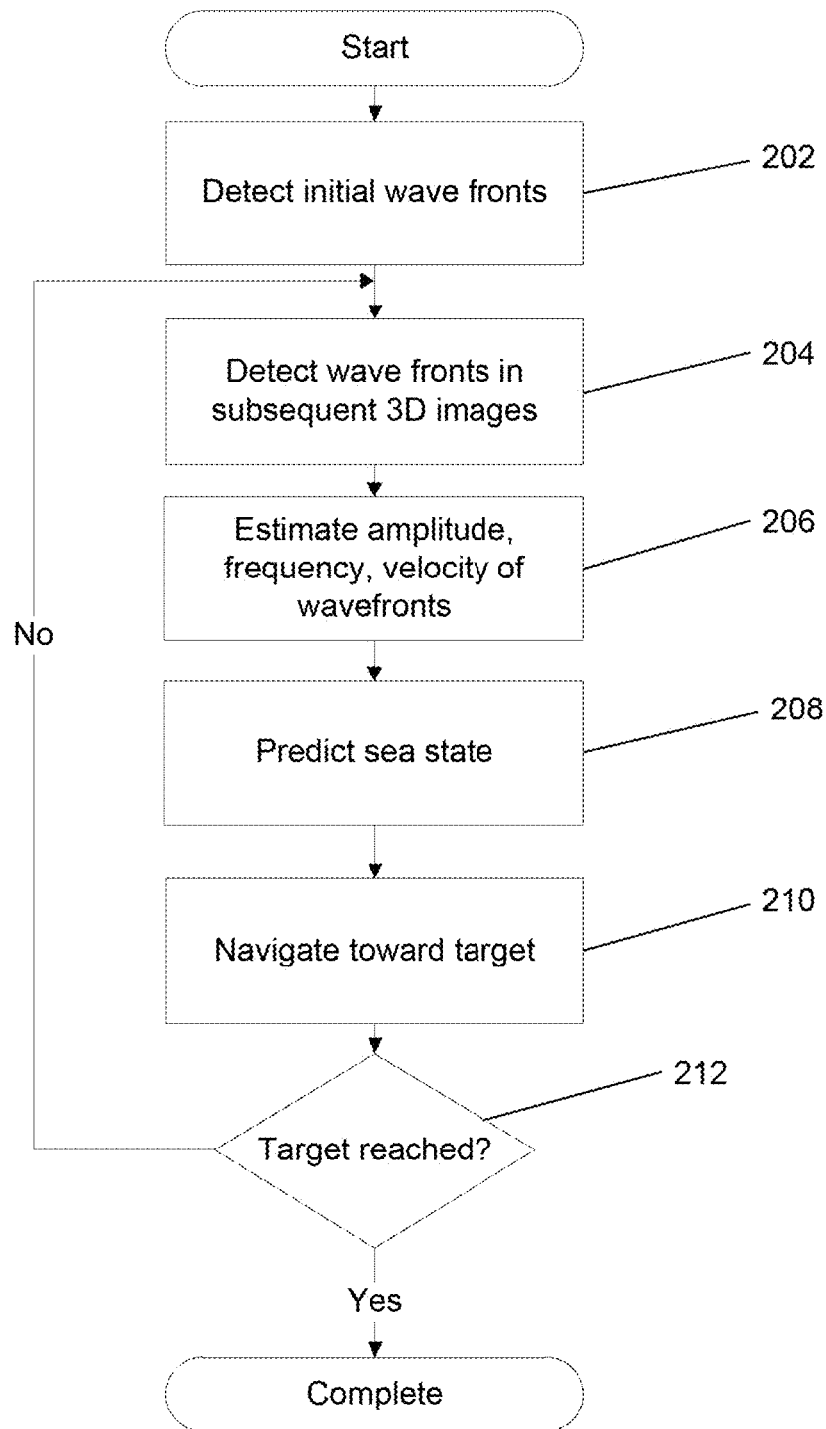 Start
202
Detect initial wave fronts
204
Detect wave fronts in
subsequent 3D images
206
Estimate amplitude,
frequency, velocity of
wavefronts
No
208
Predict sea state
210
Navigate toward target
212
Target reached?
Yes
Complete